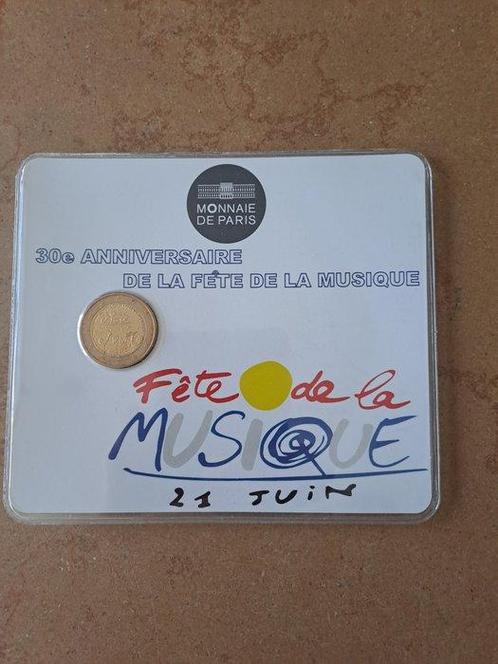 MONNAIE
DE PARIS
30e ANNIVERSAIRE
DE LA FÊTE DE LA MUSIQUE
Fête de la
MUSIQUE
21 JUIN